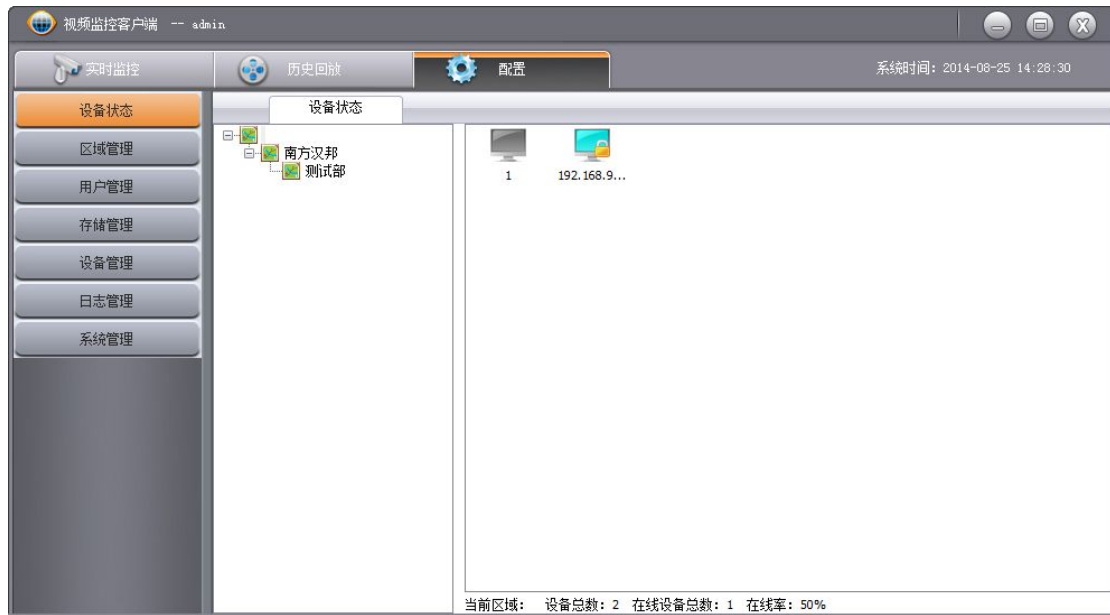 视频监控客户端 -- admin
实时监控 历史回放 配置 系统时间：2014-08-25 14:28:30
设备状态
区域管理
用户管理
存储管理
设备管理
日志管理
系统管理
设备状态
南方汉邦
测试部
1 192.168.9...
当前区域： 设备总数：2 在线设备总数：1 在线率：50%